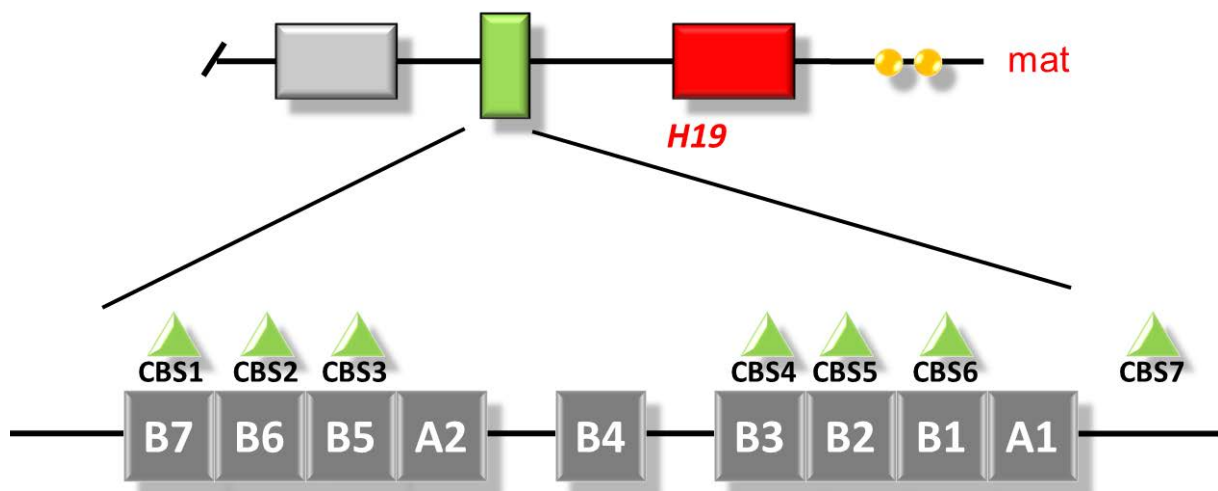 mat
H19
CBS1 CBS2 CBS3 CBS4 CBS5 CBS6 CBS7
B7 B6 B5 A2 B4 B3 B2 B1 A1